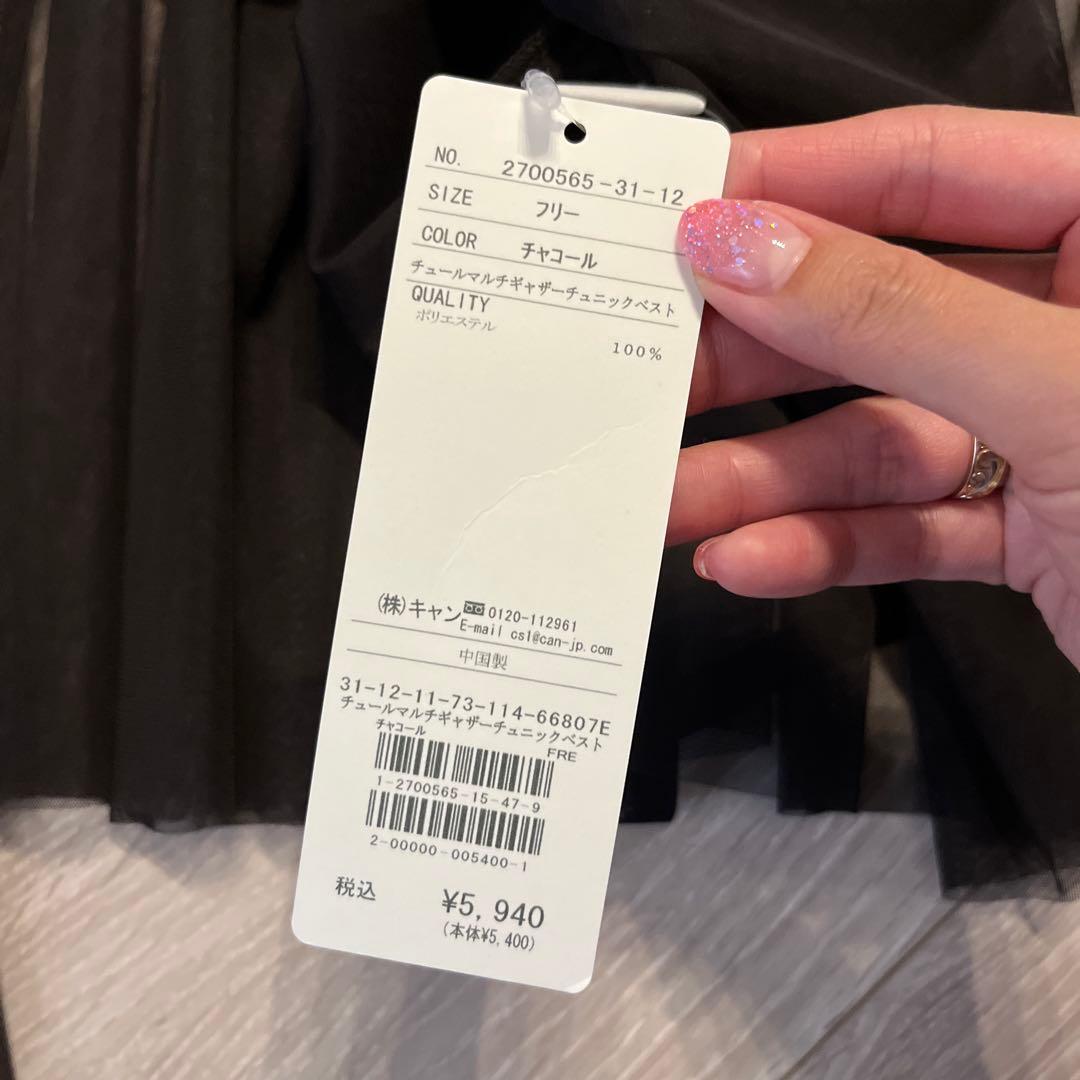 NO. 2700565-31-12
SIZE フリー
COLOR チャコール
チュールマルチギャザーチュニックベスト
QUALITY
ポリエステル
100%
(株)キャン 0120-112961
E-mail cs1@can-jp.com
中国製
31-12-11-73-114-66807E
チュールマルチギャザーチュニックベスト
チャコール
FRE
1-2700565-15-47-9
2-00000-005400-1
税込 ¥5,940
(本体¥5,400)